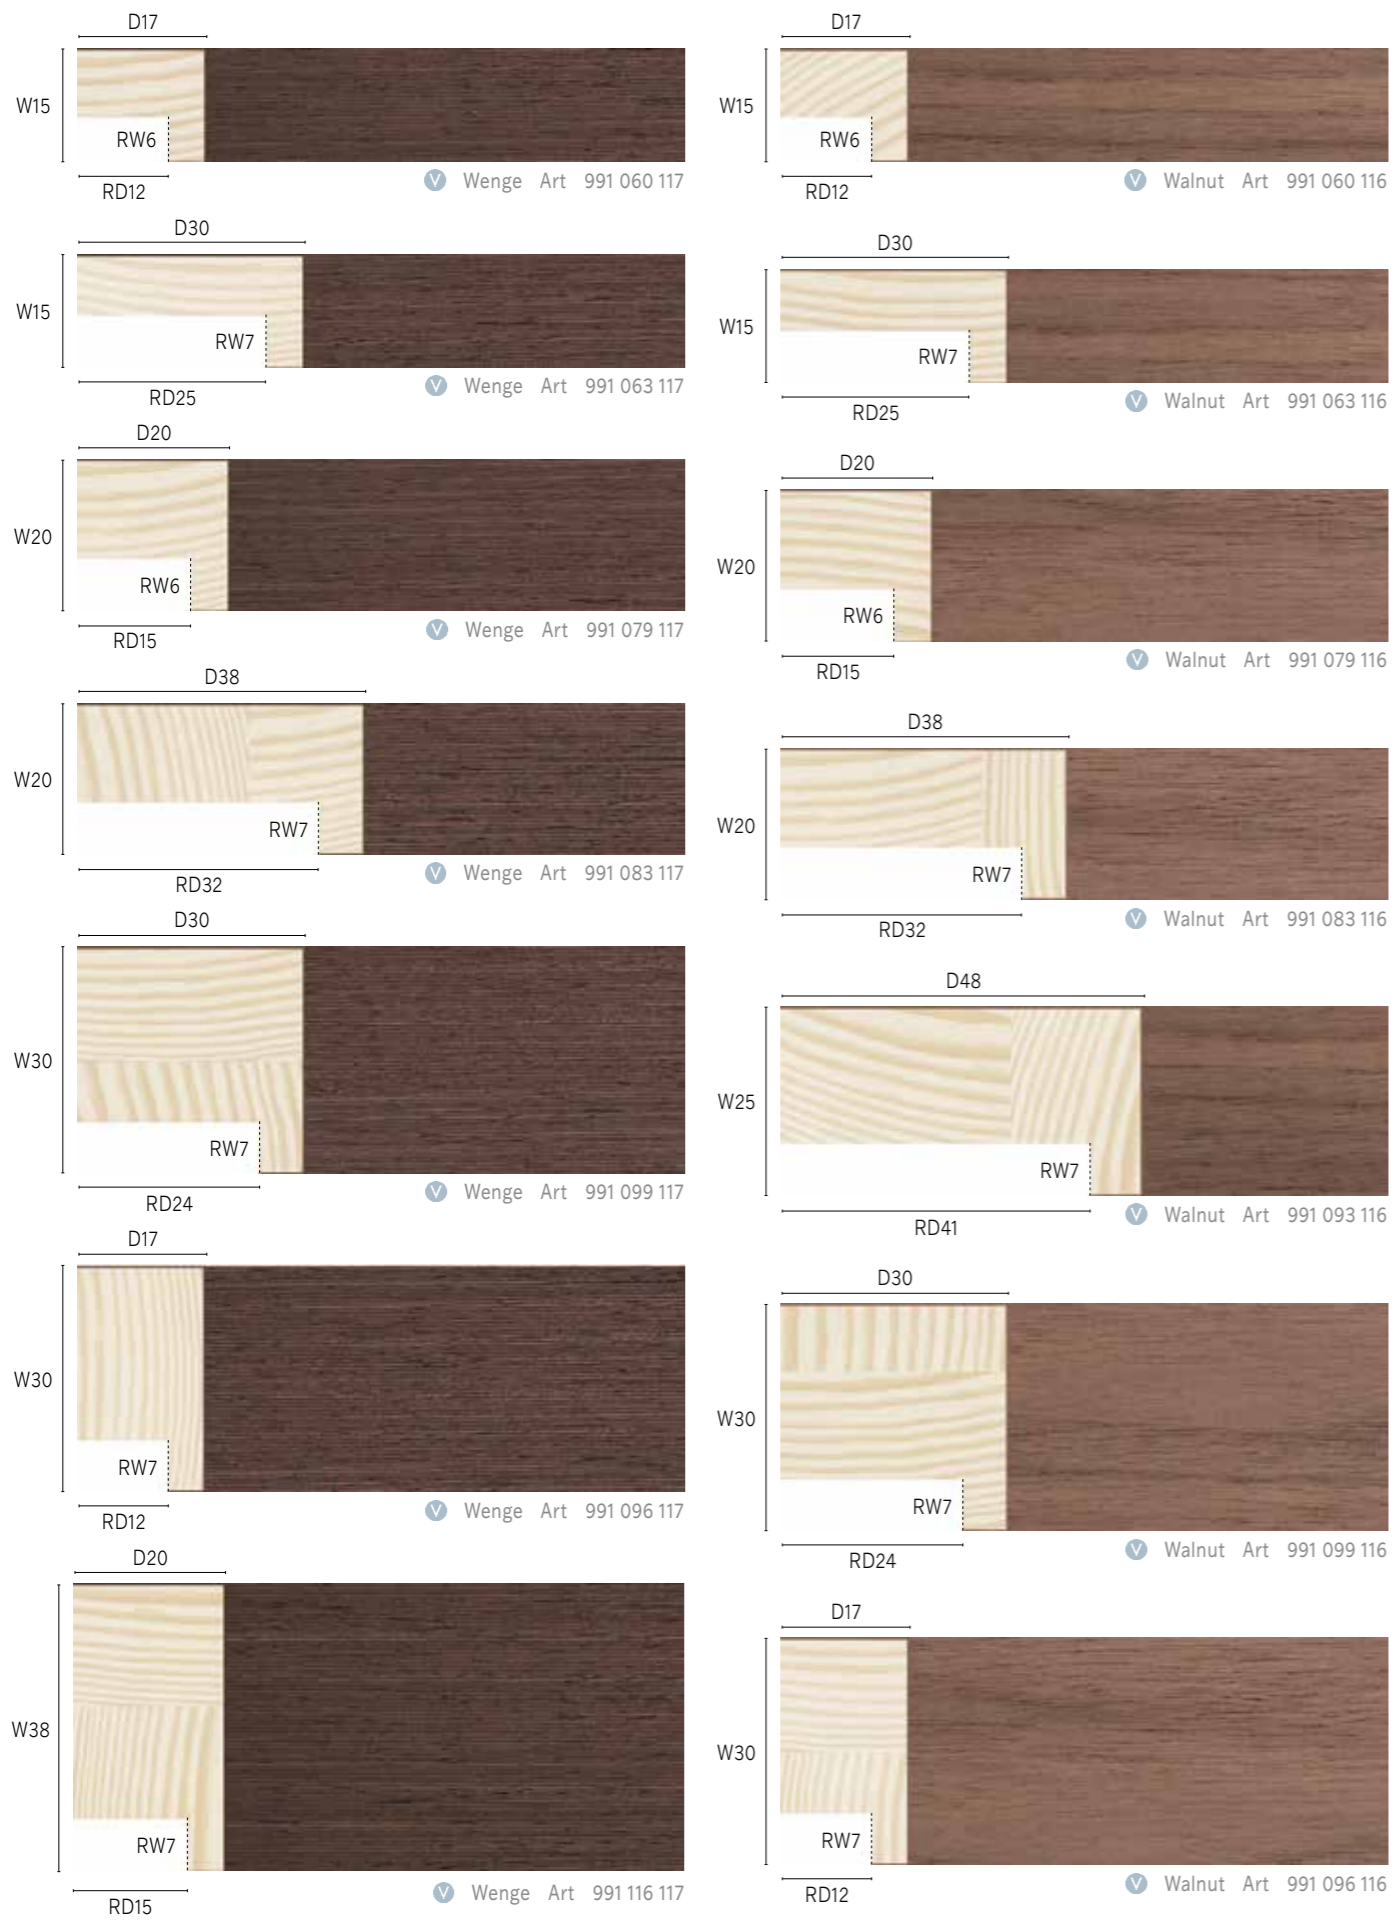 D17
W15
RW6
RD12
V Wenge Art 991 060 117
D30
W15
RW7
RD25
V Wenge Art 991 063 117
D20
W20
RW6
RD15
V Wenge Art 991 079 117
D38
W20
RW7
RD32
V Wenge Art 991 083 117
D30
W30
RW7
RD24
V Wenge Art 991 099 117
D17
W30
RW7
RD12
V Wenge Art 991 096 117
D20
W38
RW7
RD15
V Wenge Art 991 116 117
D17
W15
RW6
RD12
V Walnut Art 991 060 116
D30
W15
RW7
RD25
V Walnut Art 991 063 116
D20
W20
RW6
RD15
V Walnut Art 991 079 116
D38
W20
RW7
RD32
V Walnut Art 991 083 116
D48
W25
RW7
RD41
V Walnut Art 991 093 116
D30
W30
RW7
RD24
V Walnut Art 991 099 116
D17
W30
RW7
RD12
V Walnut Art 991 096 116